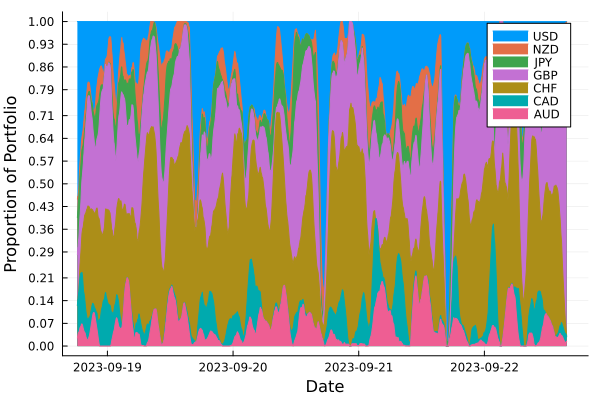 1.00
0.93
0.86
0.79
0.71
0.64
0.57
0.50
0.43
0.36
0.29
0.21
0.14
0.07
0.00
Proportion of Portfolio
USD
NZD
JPY
GBP
CHF
CAD
AUD
2023-09-19 2023-09-20 2023-09-21 2023-09-22
Date